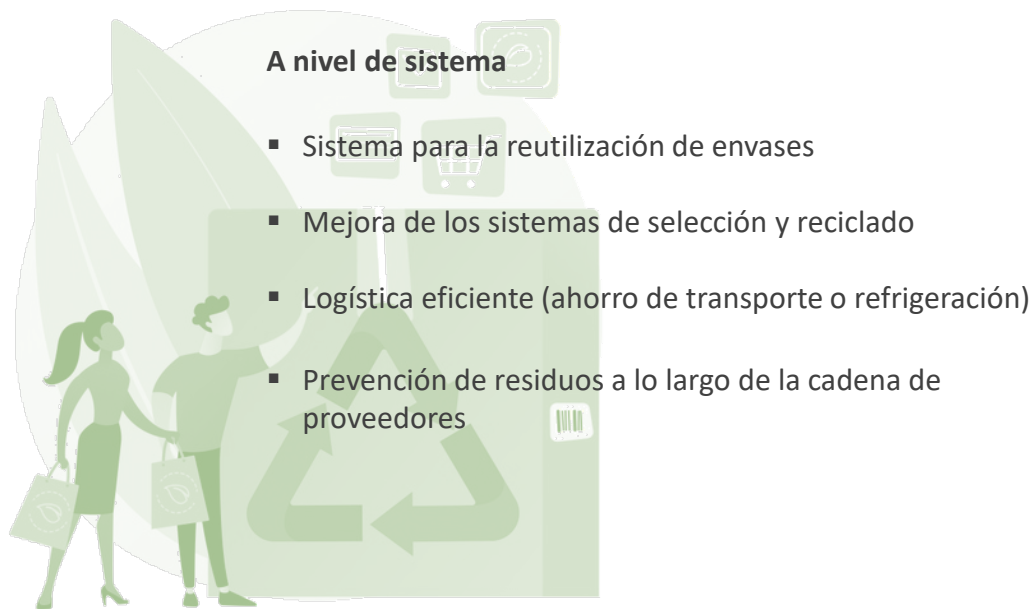 A nivel de sistema
▪ Sistema para la reutilización de envases
▪ Mejora de los sistemas de selección y reciclado
▪ Logística eficiente (ahorro de transporte o refrigeración)
▪ Prevención de residuos a lo largo de la cadena de
proveedores